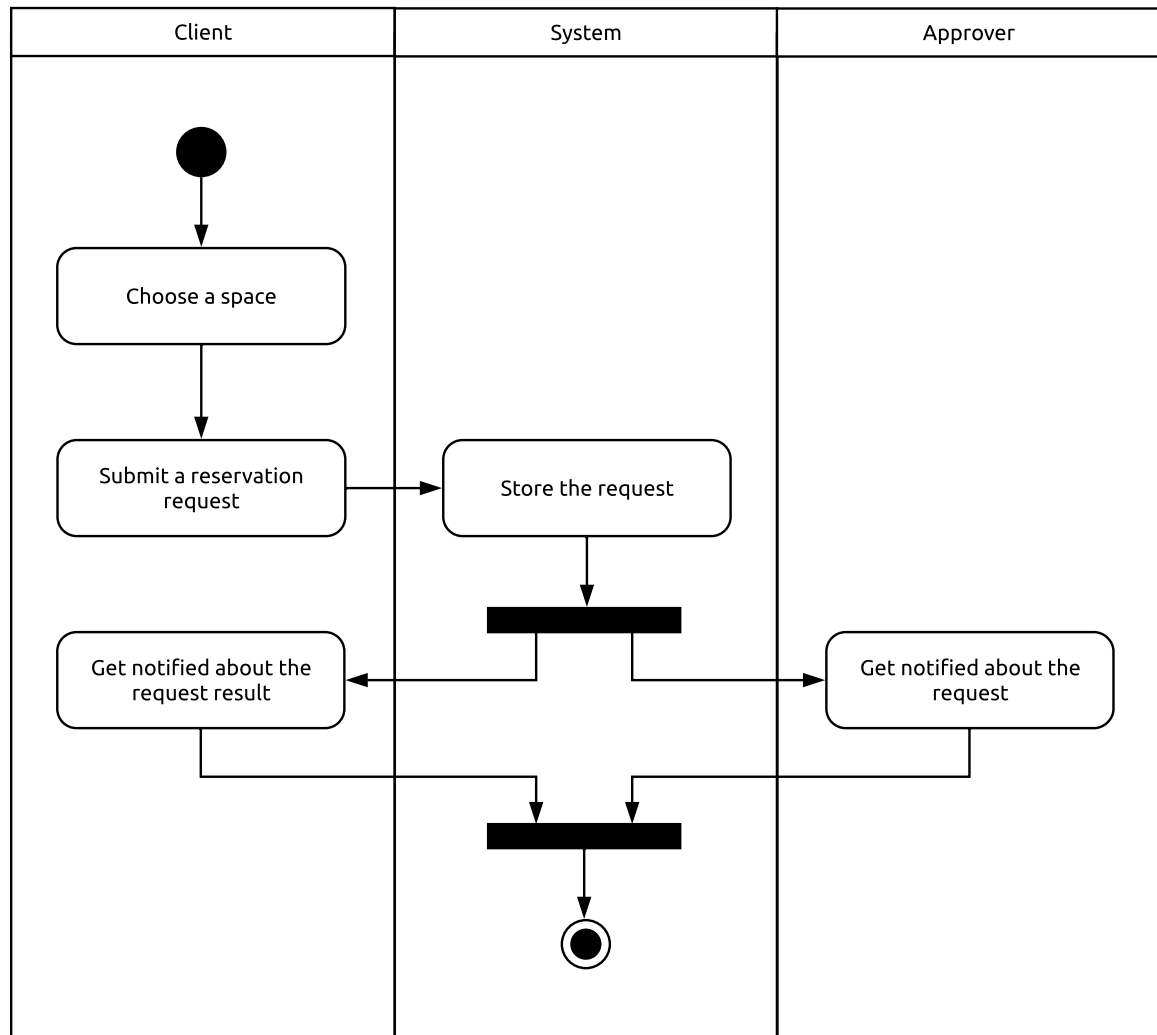 Client
System
Approver
Choose a space
Submit a reservation
request
Store the request
Get notified about the
request result
Get notified about the
request